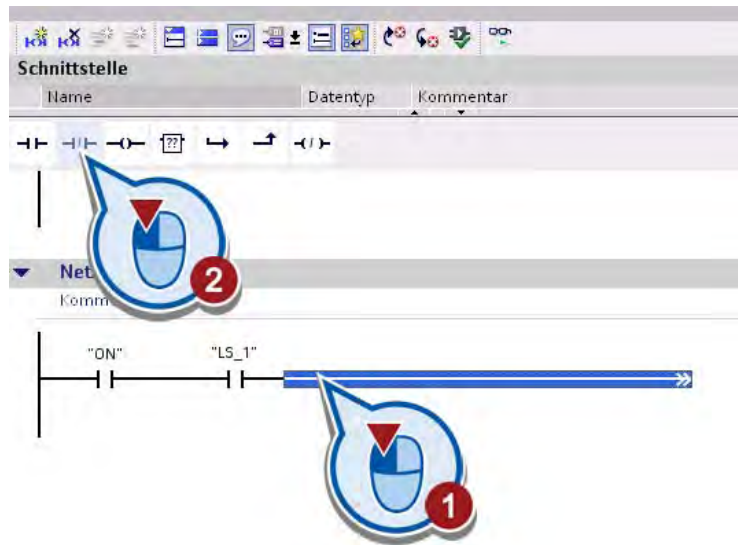 Schnittstelle
Name Datentyp Kommentar
??
2
Net
Komm
"ON" "LS_1"
1